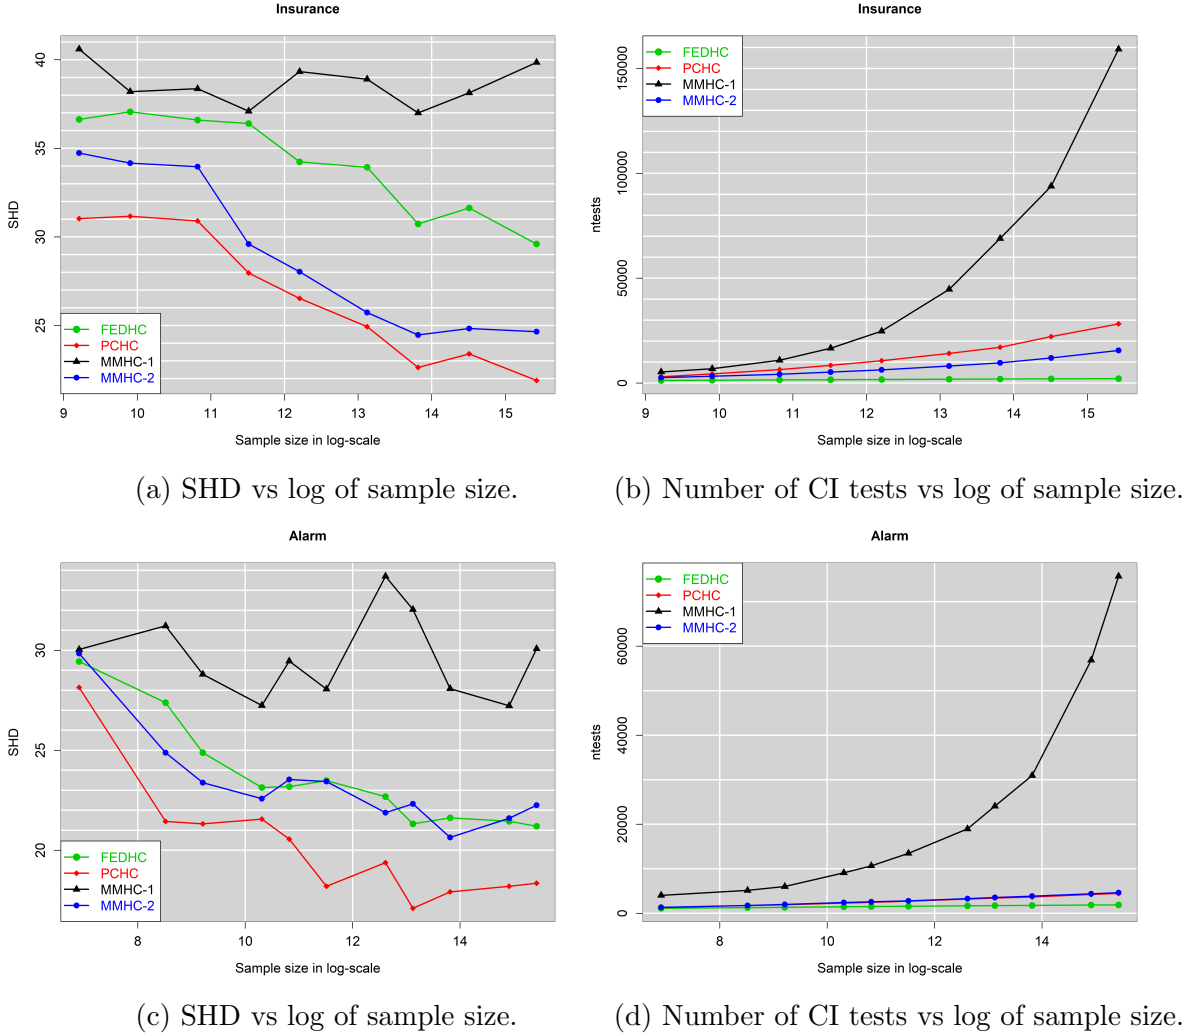 Insurance
SHD
40
35
30
25
FEDHC
PCHC
MMHC-1
MMHC-2
9 10 11 12 13 14 15
Sample size in log-scale
(a) SHD vs log of sample size.
Insurance
ntests
150000
100000
50000
0
FEDHC
PCHC
MMHC-1
MMHC-2
9 10 11 12 13 14 15
Sample size in log-scale
(b) Number of CI tests vs log of sample size.
Alarm
SHD
30
25
20
FEDHC
PCHC
MMHC-1
MMHC-2
8 10 12 14
Sample size in log-scale
(c) SHD vs log of sample size.
Alarm
ntests
60000
40000
20000
0
FEDHC
PCHC
MMHC-1
MMHC-2
8 10 12 14
Sample size in log-scale
(d) Number of CI tests vs log of sample size.